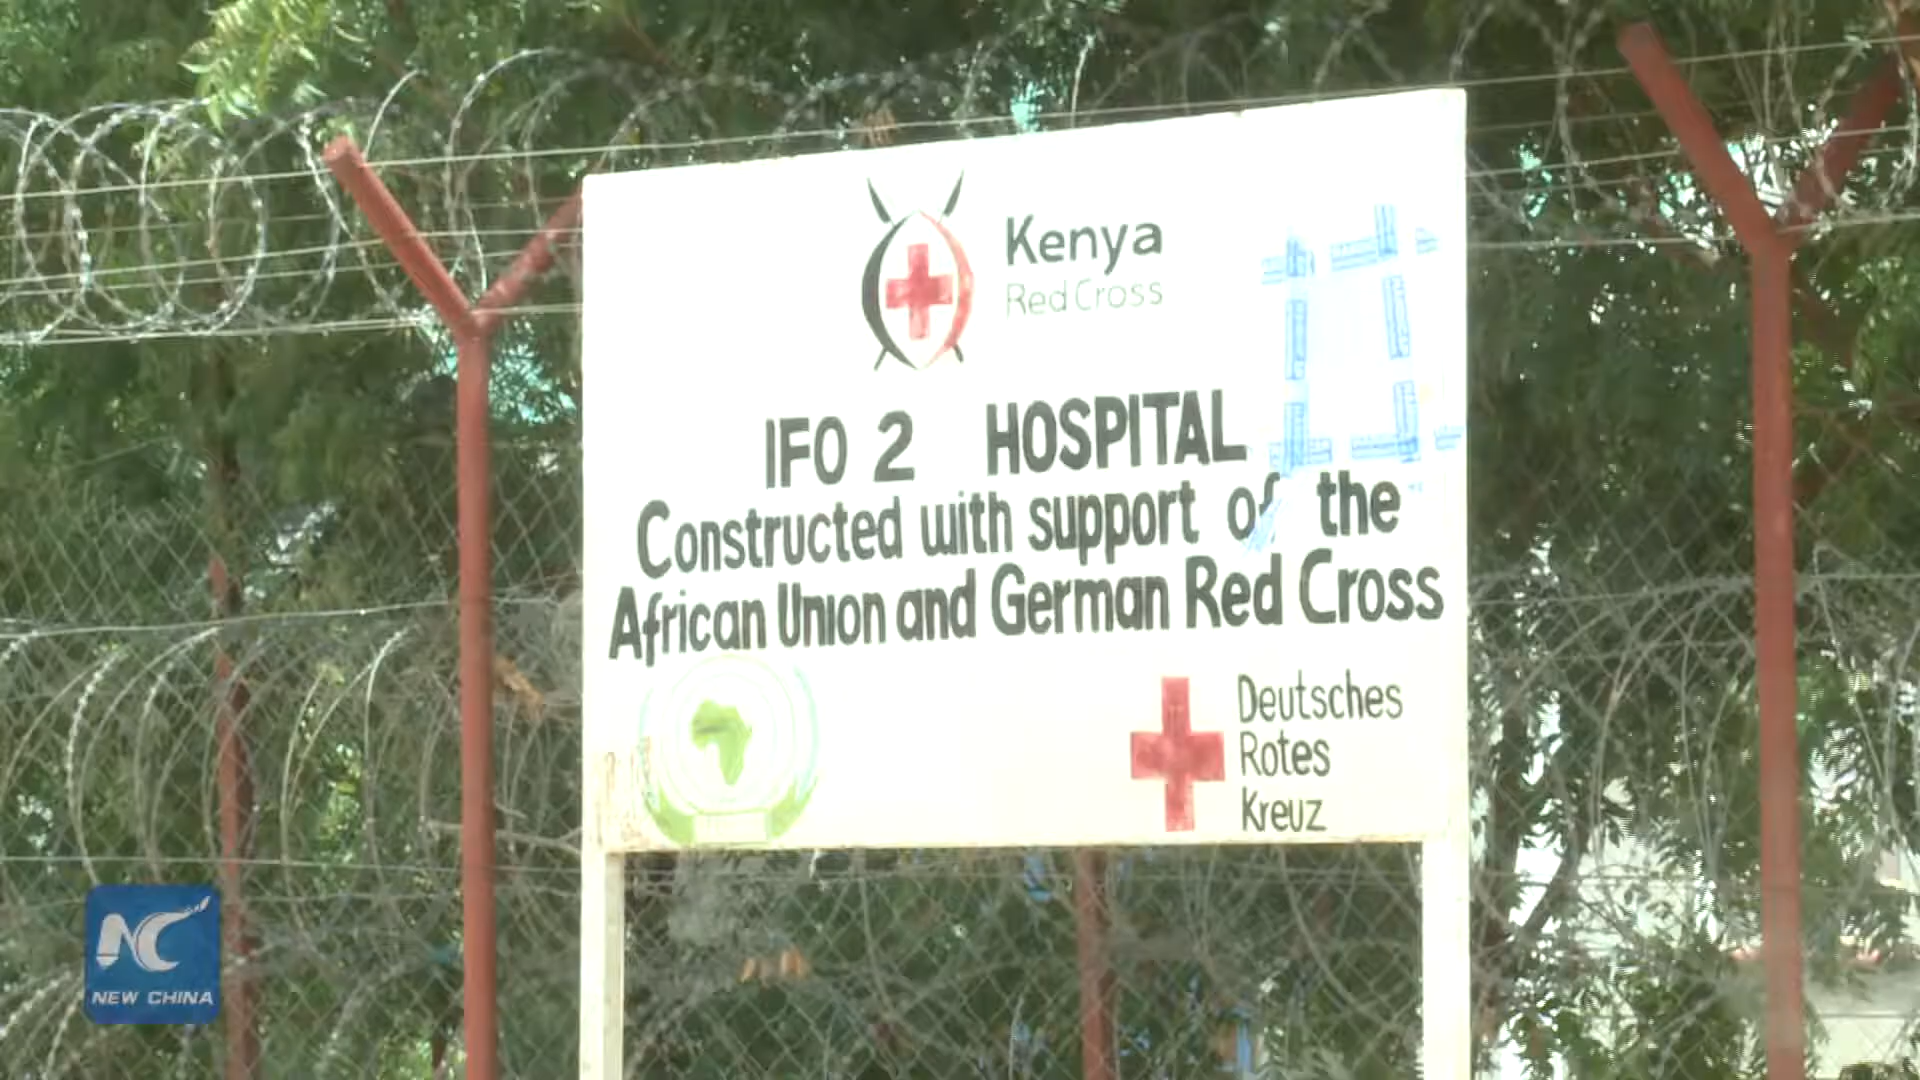 Kenya
Red Cross
IFO 2 HOSPITAL
Constructed with support of the
African Union and German Red Cross
Deutsches
Rotes
Kreuz
NC
NEW CHINA